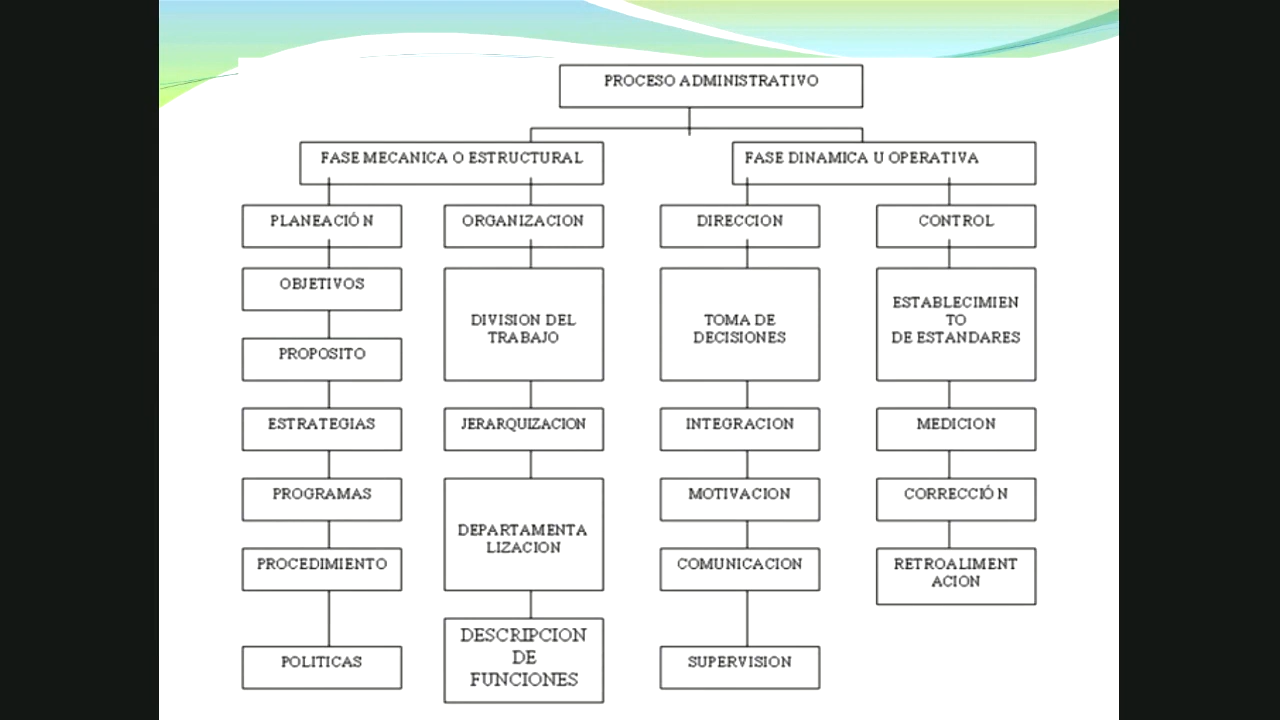 PROCESO ADMINISTRATIVO
FASE MECANICA O ESTRUCTURAL
FASE DINAMICA U OPERATIVA
PLANEACIÓN
ORGANIZACION
DIRECCION
CONTROL
OBJETIVOS
PROPOSITO
ESTRATEGIAS
PROGRAMAS
PROCEDIMIENTO
POLITICAS
DIVISION DEL
TRABAJO
JERARQUIZACION
DEPARTAMENTA
LIZACION
DESCRIPCION
DE
FUNCIONES
TOMA DE
DECISIONES
INTEGRACION
MOTIVACION
COMUNICACION
SUPERVISION
ESTABLECIMIEN
TO
DE ESTANDARES
MEDICION
CORRECCIÓN
RETROALIMENT
ACION